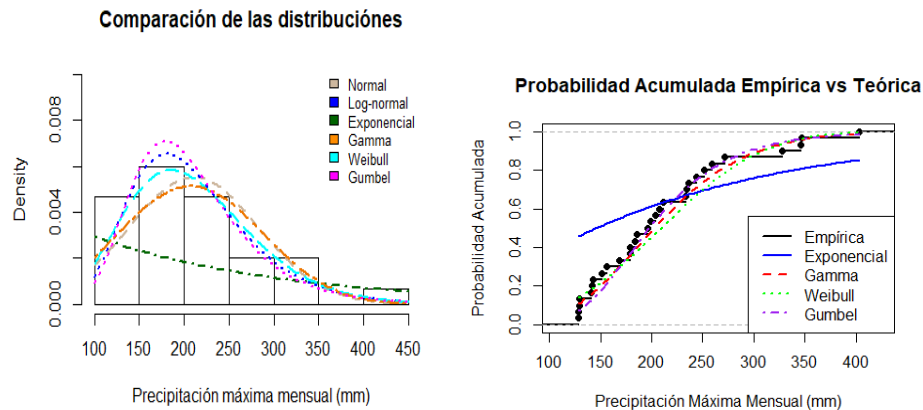 Comparación de las distribuciónes
Density
0.000
0.004
0.008
100
150
200
250
300
350
400
450
Precipitación máxima mensual (mm)
Normal
Log-normal
Exponencial
Gamma
Weibull
Gumbel
Probabilidad Acumulada Empírica vs Teórica
Probabilidad Acumulada
0.0
0.2
0.4
0.6
0.8
1.0
100
150
200
250
300
350
400
Precipitación Máxima Mensual (mm)
Empírica
Exponencial
Gamma
Weibull
Gumbel